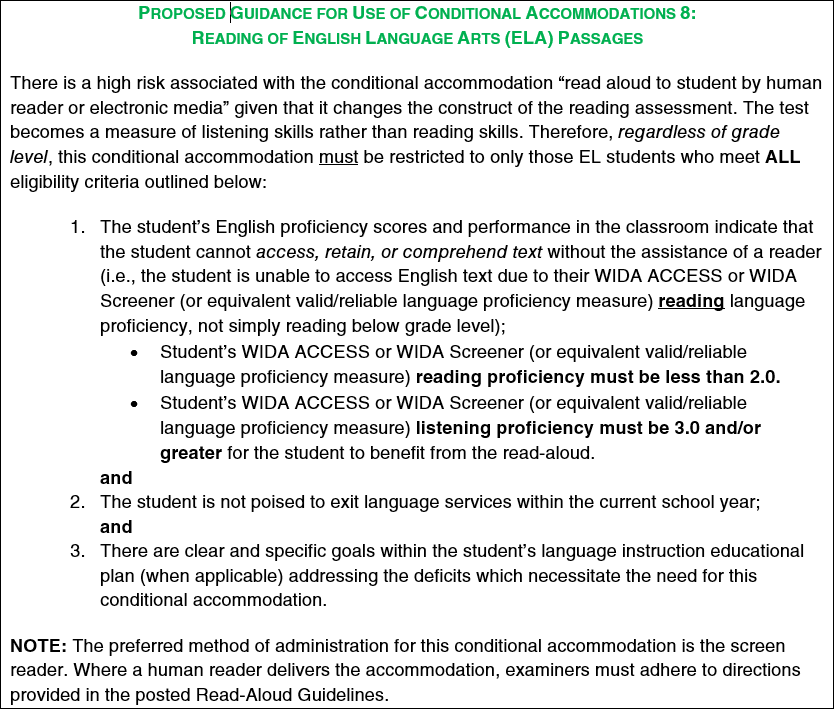 PROPOSED GUIDANCE FOR USE OF CONDITIONAL ACCOMMODATIONS 8:
READING OF ENGLISH LANGUAGE ARTS (ELA) PASSAGES
There is a high risk associated with the conditional accommodation “read aloud to student by human
reader or electronic media” given that it changes the construct of the reading assessment. The test
becomes a measure of listening skills rather than reading skills. Therefore, regardless of grade
level, this conditional accommodation must be restricted to only those EL students who meet ALL
eligibility criteria outlined below:
1. The student’s English proficiency scores and performance in the classroom indicate that
the student cannot access, retain, or comprehend text without the assistance of a reader
(i.e., the student is unable to access English text due to their WIDA ACCESS or WIDA
Screener (or equivalent valid/reliable language proficiency measure) reading language
proficiency, not simply reading below grade level);
• Student’s WIDA ACCESS or WIDA Screener (or equivalent valid/reliable
language proficiency measure) reading proficiency must be less than 2.0.
• Student’s WIDA ACCESS or WIDA Screener (or equivalent valid/reliable
language proficiency measure) listening proficiency must be 3.0 and/or
greater for the student to benefit from the read-aloud.
and
2. The student is not poised to exit language services within the current school year;
and
3. There are clear and specific goals within the student’s language instruction educational
plan (when applicable) addressing the deficits which necessitate the need for this
conditional accommodation.
NOTE: The preferred method of administration for this conditional accommodation is the screen
reader. Where a human reader delivers the accommodation, examiners must adhere to directions
provided in the posted Read-Aloud Guidelines.